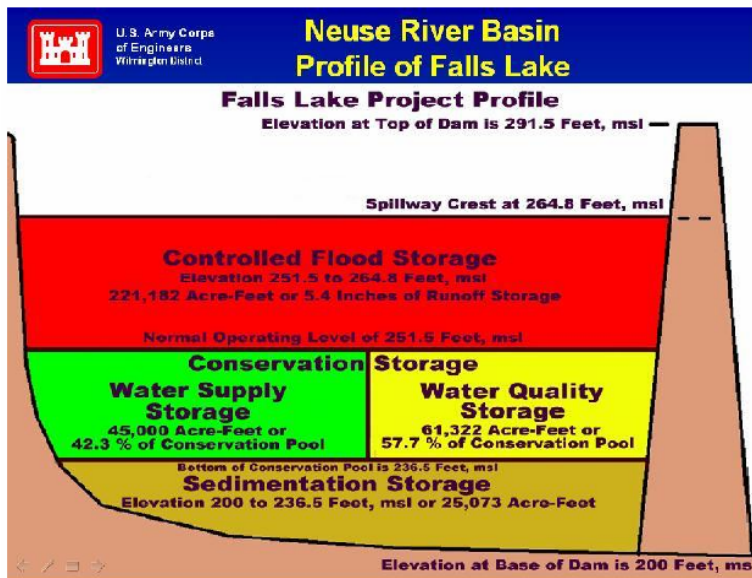 U.S. Army Corps
of Engineers
Wilmington District
Neuse River Basin
Profile of Falls Lake
Falls Lake Project Profile
Elevation at Top of Dam is 291.5 Feet, msl
Spillway Crest at 264.8 Feet, msl
Controlled Flood Storage
Elevation 251.5 to 264.8 Feet, msl
221,182 Acre-Feet or 5.4 Inches of Runoff Storage
Normal Operating Level of 251.5 Feet, msl
Conservation Storage
Water Supply
Storage
45,000 Acre-Feet or
42.3 % of Conservation Pool
Water Quality
Storage
61,322 Acre-Feet or
57.7 % of Conservation Pool
Bottom of Conservation Pool is 236.5 Feet, msl
Sedimentation Storage
Elevation 200 to 236.5 Feet, msl or 25,073 Acre-Feet
Elevation at Base of Dam is 200 Feet, msl